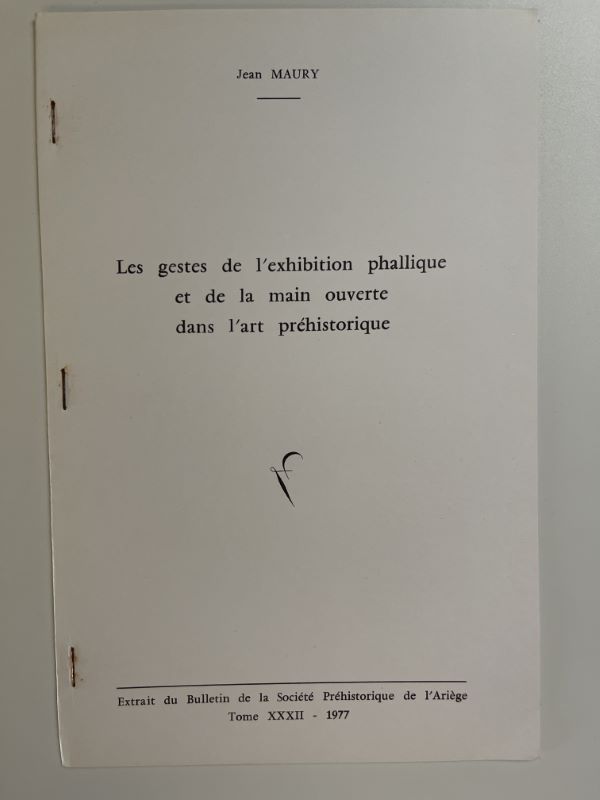 Jean MAURY
Les gestes de l'exhibition phallique
et de la main ouverte
dans l'art préhistorique
Extrait du Bulletin de la Société Préhistorique de l'Ariège
Tome XXXII - 1977